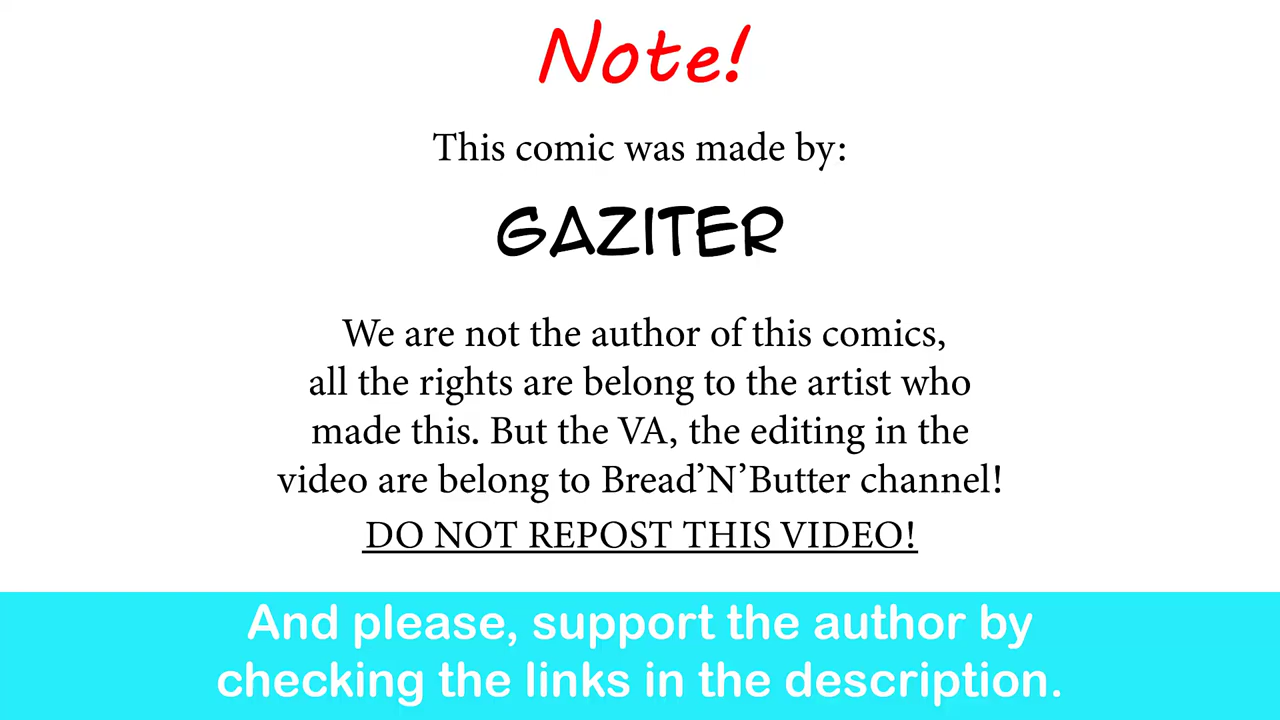 Note!
This comic was made by:
GAZITER
We are not the author of this comics,
all the rights are belong to the artist who
made this. But the VA, the editing in the
video are belong to Bread’N’Butter channel!
DO NOT REPOST THIS VIDEO!
And please, support the author by
checking the links in the description.